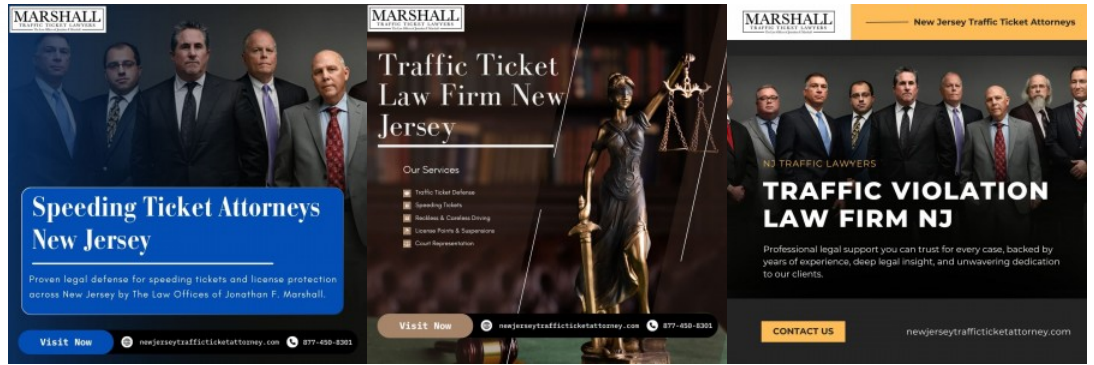 MARSHALL
TRAFFIC TICKET LAWYERS
Speeding Ticket Attorneys
New Jersey
Proven legal defense for speeding tickets and license protection
across New Jersey by The Law Offices of Jonathan F. Marshall.
Visit Now
newjerseytrafficticketattorney.com
877-450-8301
MARSHALL
TRAFFIC TICKET LAWYERS
Traffic Ticket
Law Firm New
Jersey
Our Services
Traffic Ticket Defense
Speeding Tickets
Reckless & Careless Driving
License Points & Suspensions
Court Representation
Visit Now
newjerseytrafficticketattorney.com
877-450-8301
MARSHALL
TRAFFIC TICKET LAWYERS
New Jersey Traffic Ticket Attorneys
NJ TRAFFIC LAWYERS
TRAFFIC VIOLATION
LAW FIRM NJ
Professional legal support you can trust for every case, backed by
years of experience, deep legal insight, and unwavering dedication
to our clients.
CONTACT US
newjerseytrafficticketattorney.com